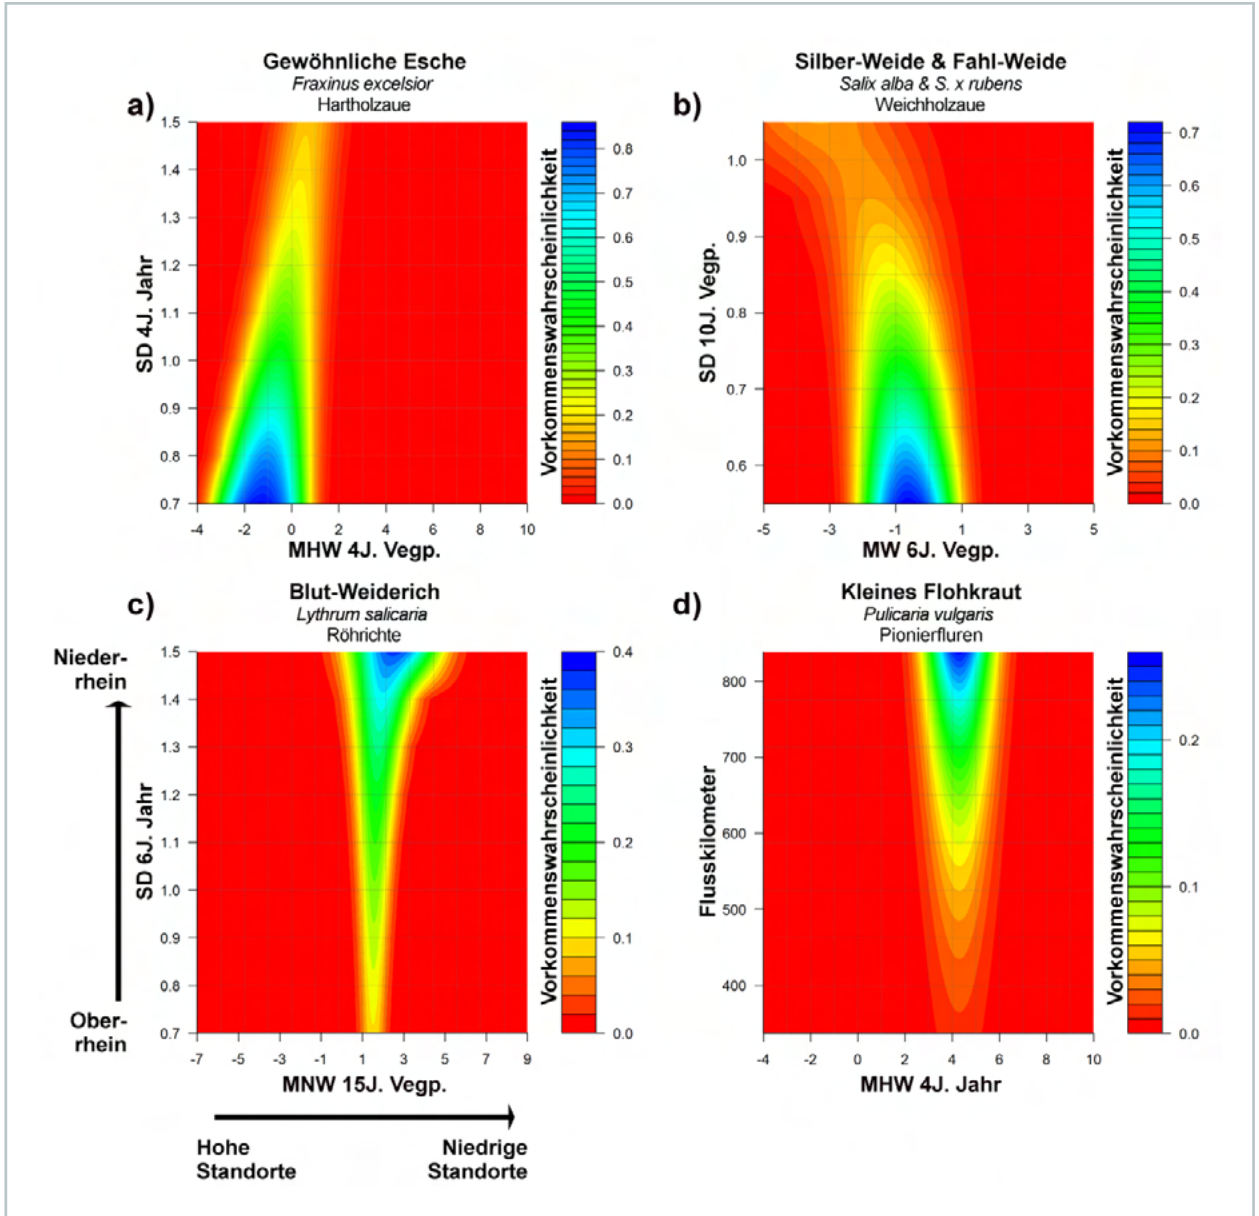 Gewöhnliche Esche
Fraxinus excelsior
Hartholzaue
a)
1.5
1.4
1.3
1.2
1.1
1.0
0.9
0.8
0.7
SD 4J. Jahr
-4 -2 0 2 4 6 8 10
MHW 4J. Vegp.
Vorkommenswahrscheinlichkeit
0.8
0.7
0.6
0.5
0.4
0.3
0.2
0.1
0.0
Silber-Weide & Fahl-Weide
Salix alba & S. x rubens
Weichholzaue
b)
1.0
0.9
0.8
0.7
0.6
SD 10J. Vegp.
-5 -3 -1 1 3 5
MW 6J. Vegp.
Vorkommenswahrscheinlichkeit
0.7
0.6
0.5
0.4
0.3
0.2
0.1
0.0
Blut-Weiderich
Lythrum salicaria
Röhrichte
c)
Nieder-
rhein
Ober-
rhein
1.5
1.4
1.3
1.2
1.1
1.0
0.9
0.8
0.7
SD 6J. Jahr
-7 -5 -3 -1 1 3 5 7 9
MNW 15J. Vegp.
Vorkommenswahrscheinlichkeit
0.4
0.3
0.2
0.1
0.0
Hohe
Standorte
Niedrige
Standorte
Kleines Flohkraut
Pulicaria vulgaris
Pionierfluren
d)
800
700
600
500
400
Flusskilometer
-4 -2 0 2 4 6 8 10
MHW 4J. Jahr
Vorkommenswahrscheinlichkeit
0.2
0.1
0.0